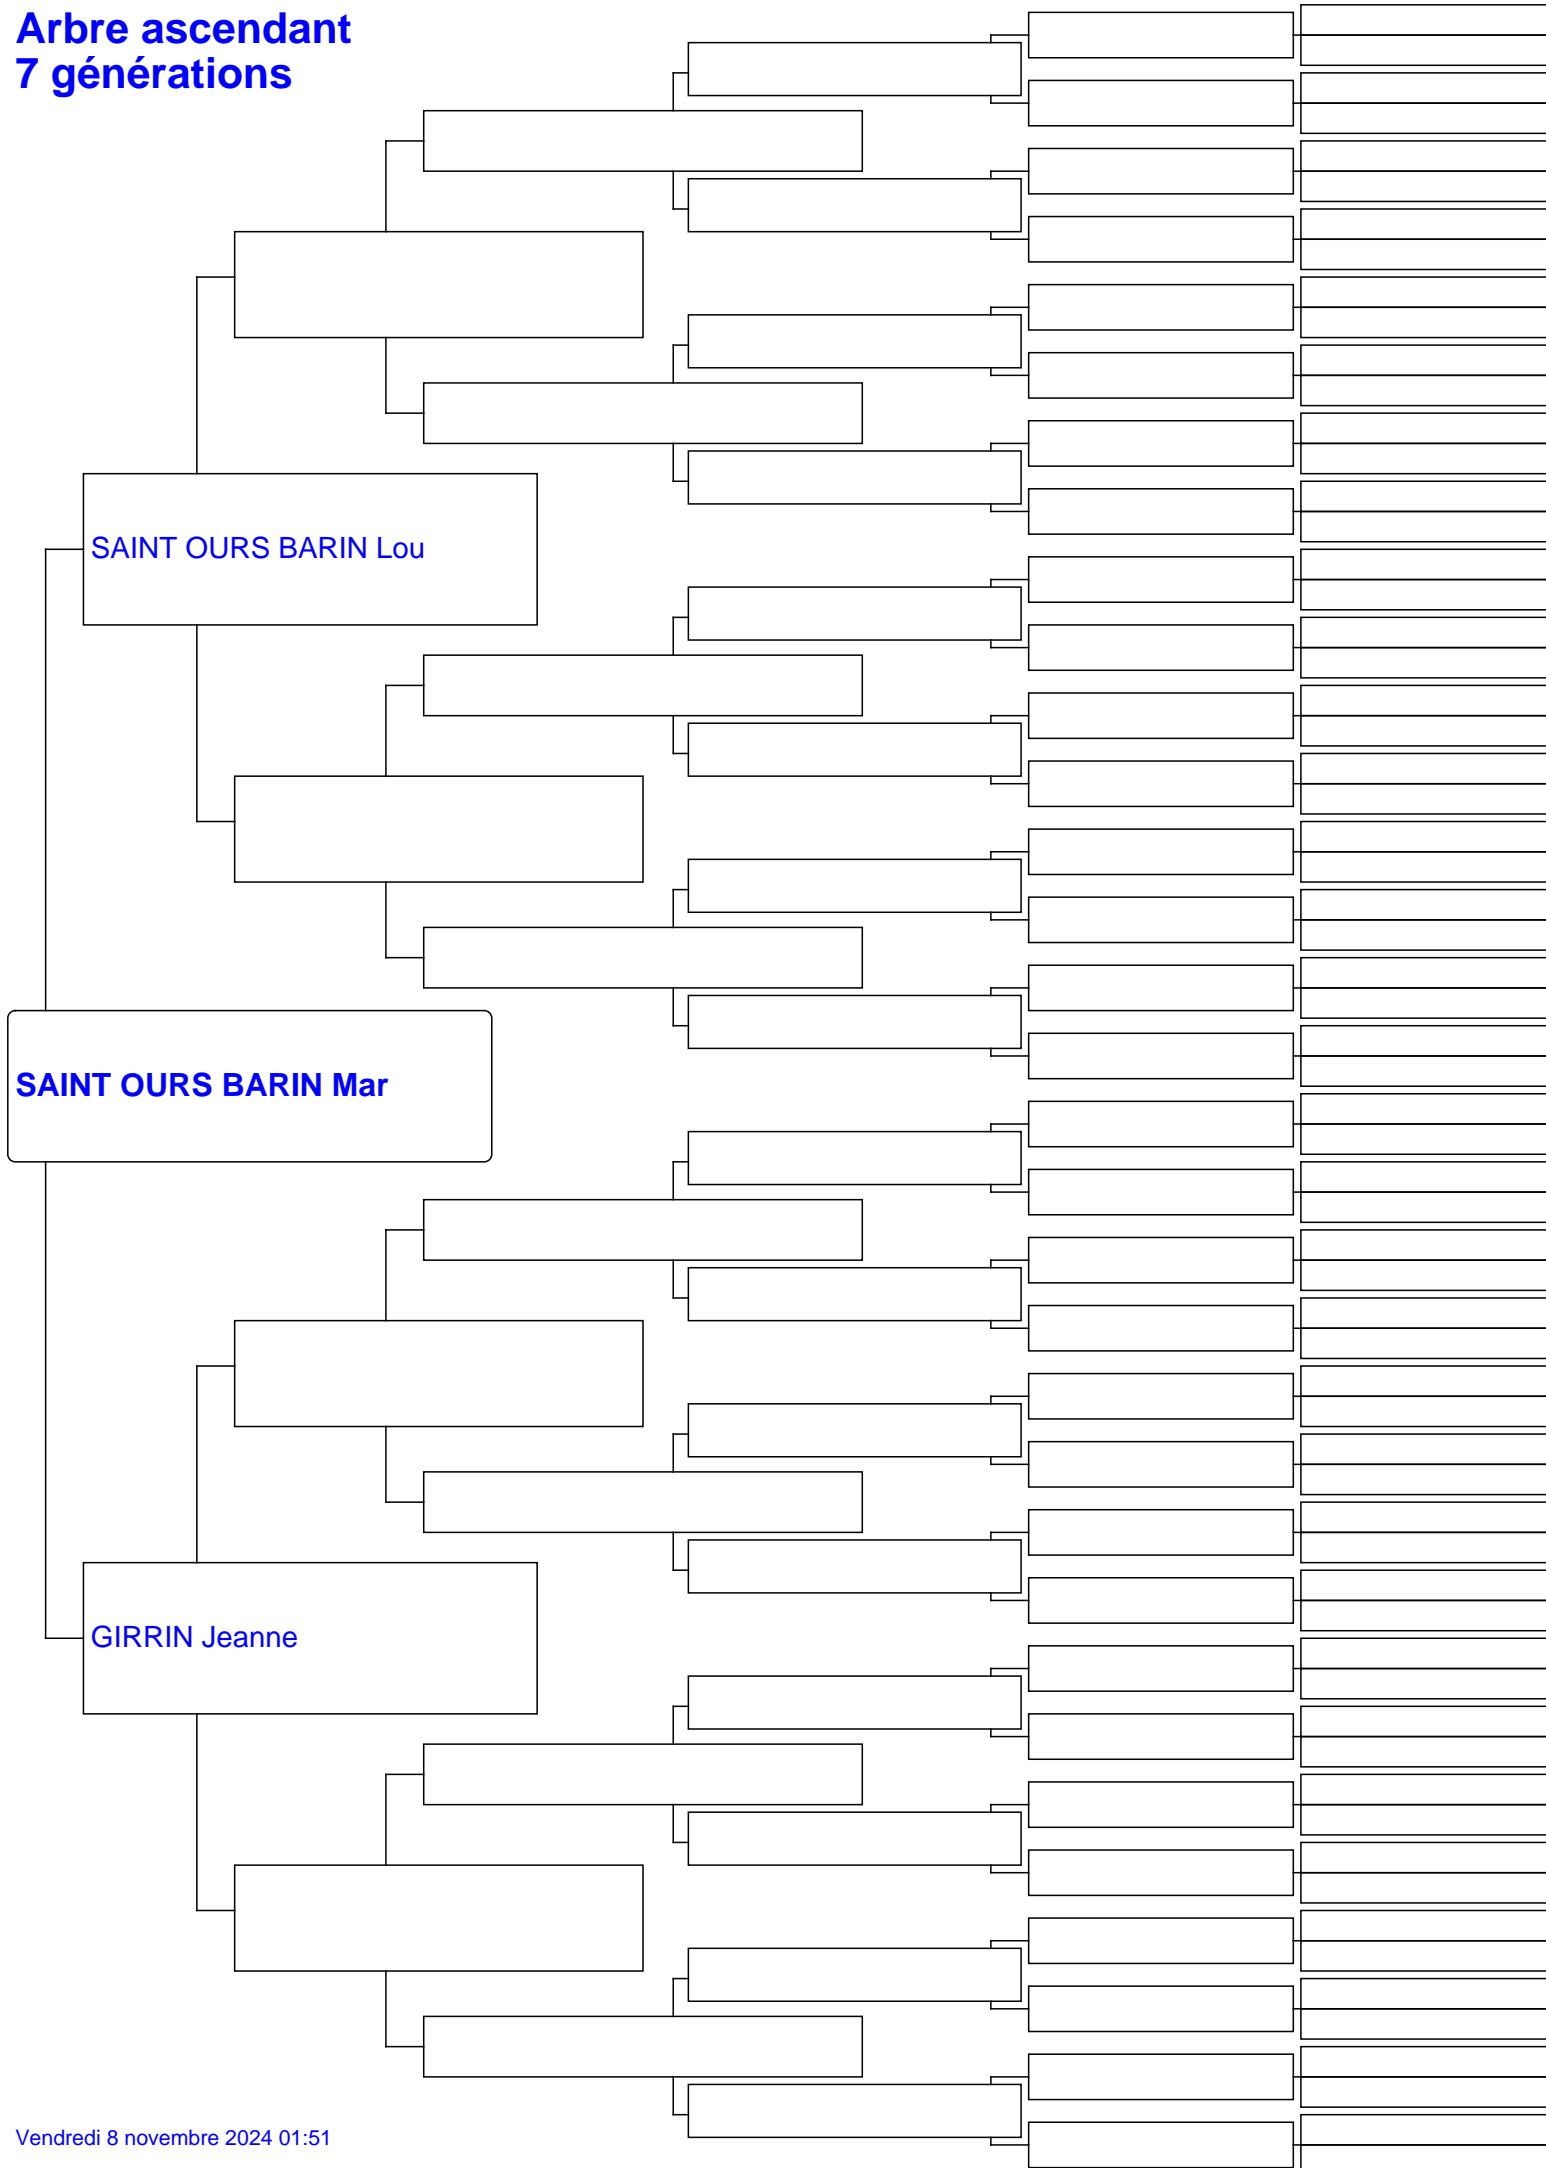 Arbre ascendant
7 générations
SAINT OURS BARIN Lou
SAINT OURS BARIN Mar
GIRRIN Jeanne
Vendredi 8 novembre 2024 01:51